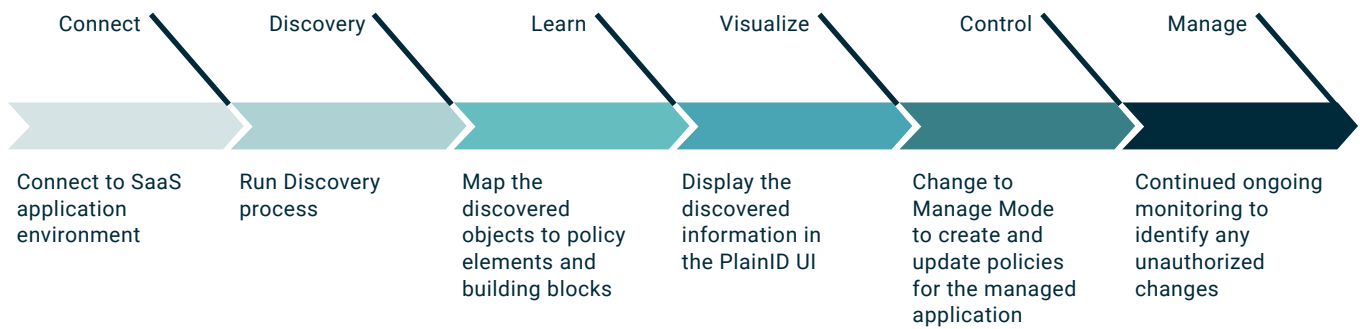 Connect
Discovery
Learn
Visualize
Control
Manage
Connect to SaaS
application
environment
Run Discovery
process
Map the
discovered
objects to policy
elements and
building blocks
Display the
discovered
information in
the PlainID UI
Change to
Manage Mode
to create and
update policies
for the managed
application
Continued ongoing
monitoring to
identify any
unauthorized
changes